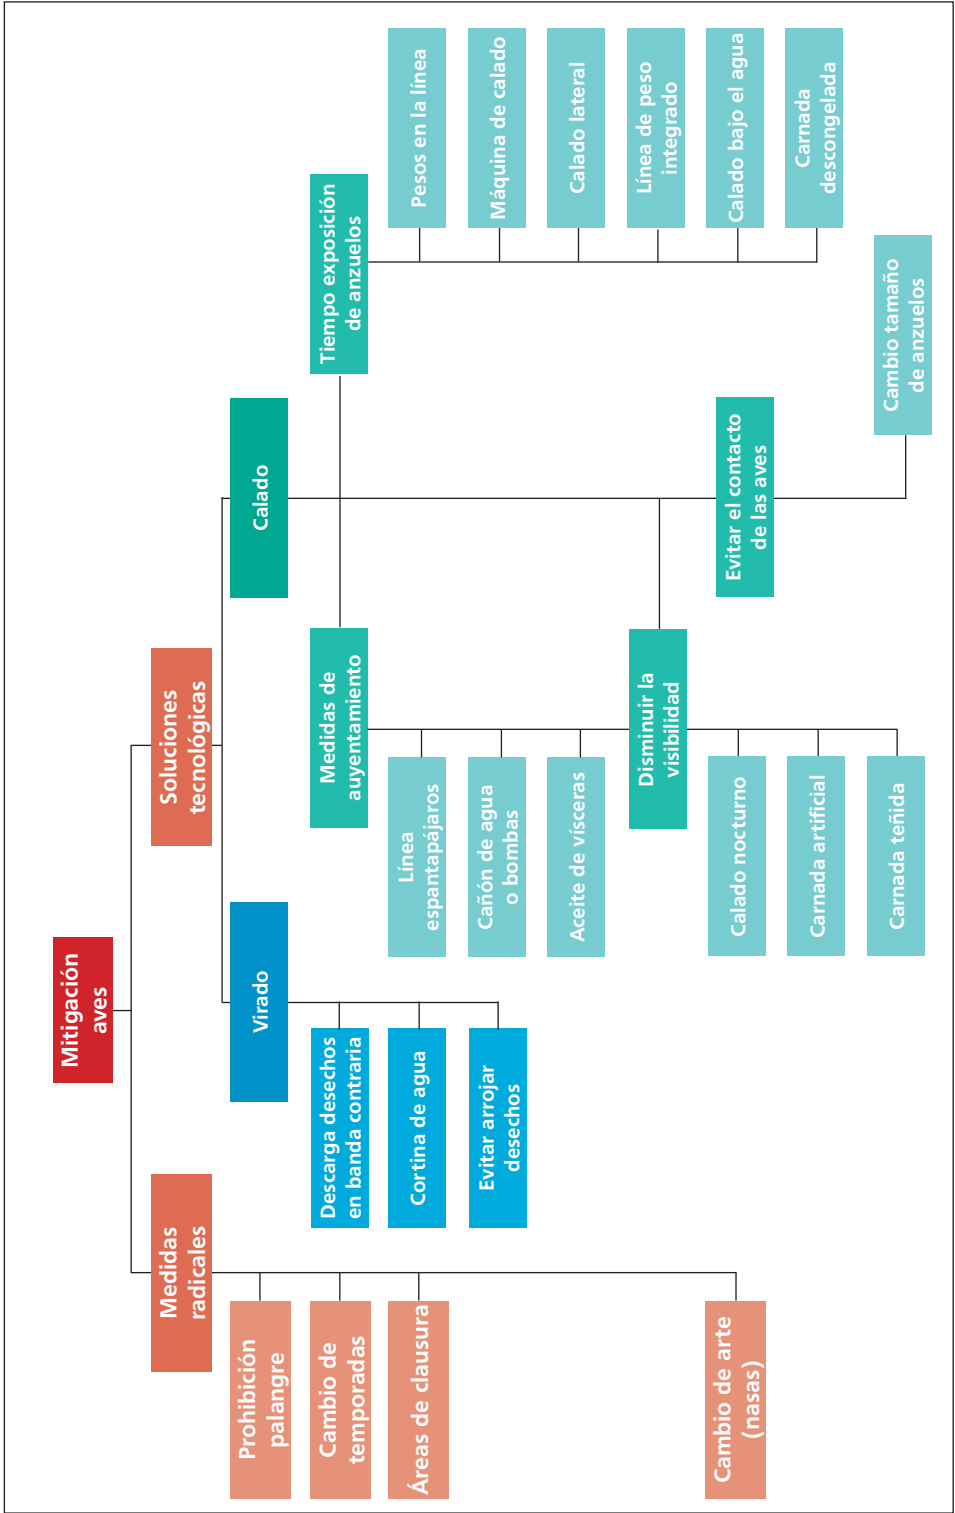 Mitigación
aves
Medidas
radicales
Soluciones
tecnológicas
Prohibición
palangre
Cambio de
temporadas
Áreas de clausura
Cambio de arte
(nasas)
Virado
Descarga desechos
en banda contraria
Cortina de agua
Evitar arrojar
desechos
Calado
Medidas de
auyentamiento
Línea
espantapájaros
Cañón de agua
o bombas
Aceite de vísceras
Disminuir la
visibilidad
Calado nocturno
Carnada artificial
Carnada teñida
Tiempo exposición
de anzuelos
Pesos en la línea
Máquina de calado
Calado lateral
Línea de peso
integrado
Calado bajo el agua
Carnada
descongelada
Evitar el contacto
de las aves
Cambio tamaño
de anzuelos